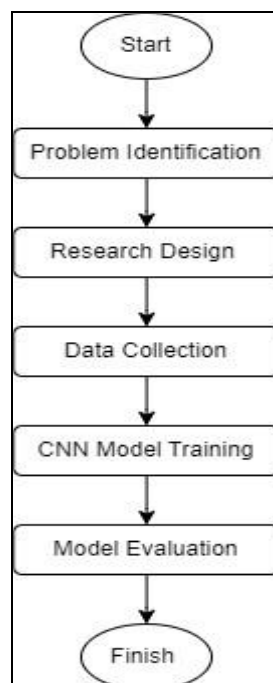 Start
Problem Identification
Research Design
Data Collection
CNN Model Training
Model Evaluation
Finish